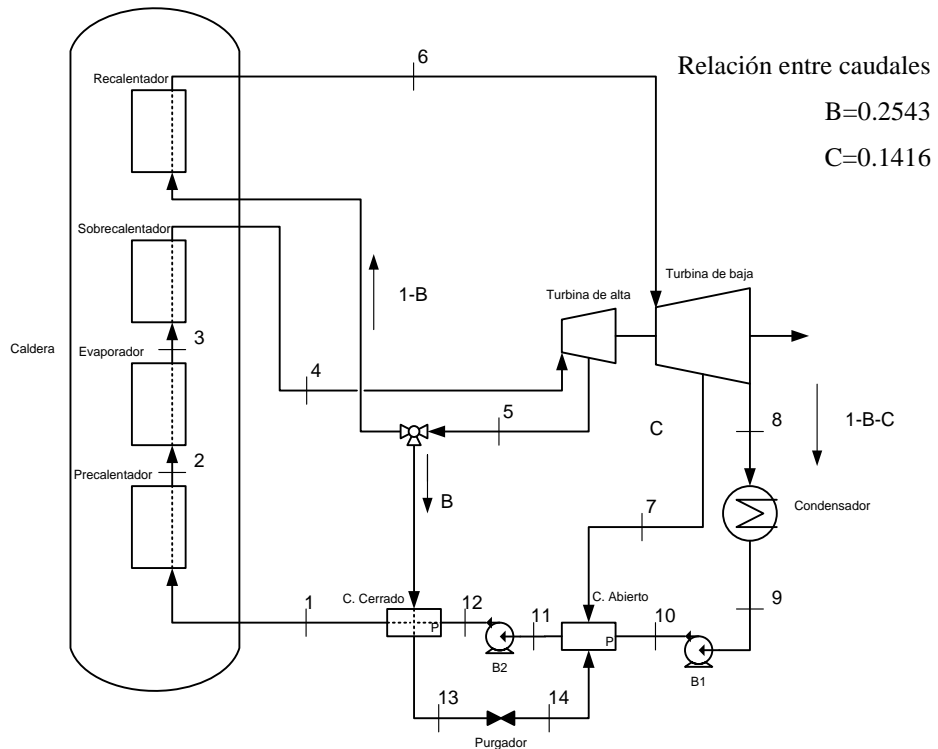 6
Relación entre caudales
B=0.2543
C=0.1416
Recalentador
Sobrecalentador
1-B
Turbina de alta
Turbina de baja
Caldera
Evaporador
3
4
5
C
8
1-B-C
Precalentador
2
B
7
Condensador
1
C. Cerrado
12
11
C. Abierto
10
9
P
P
B2
B1
13
14
Purgador